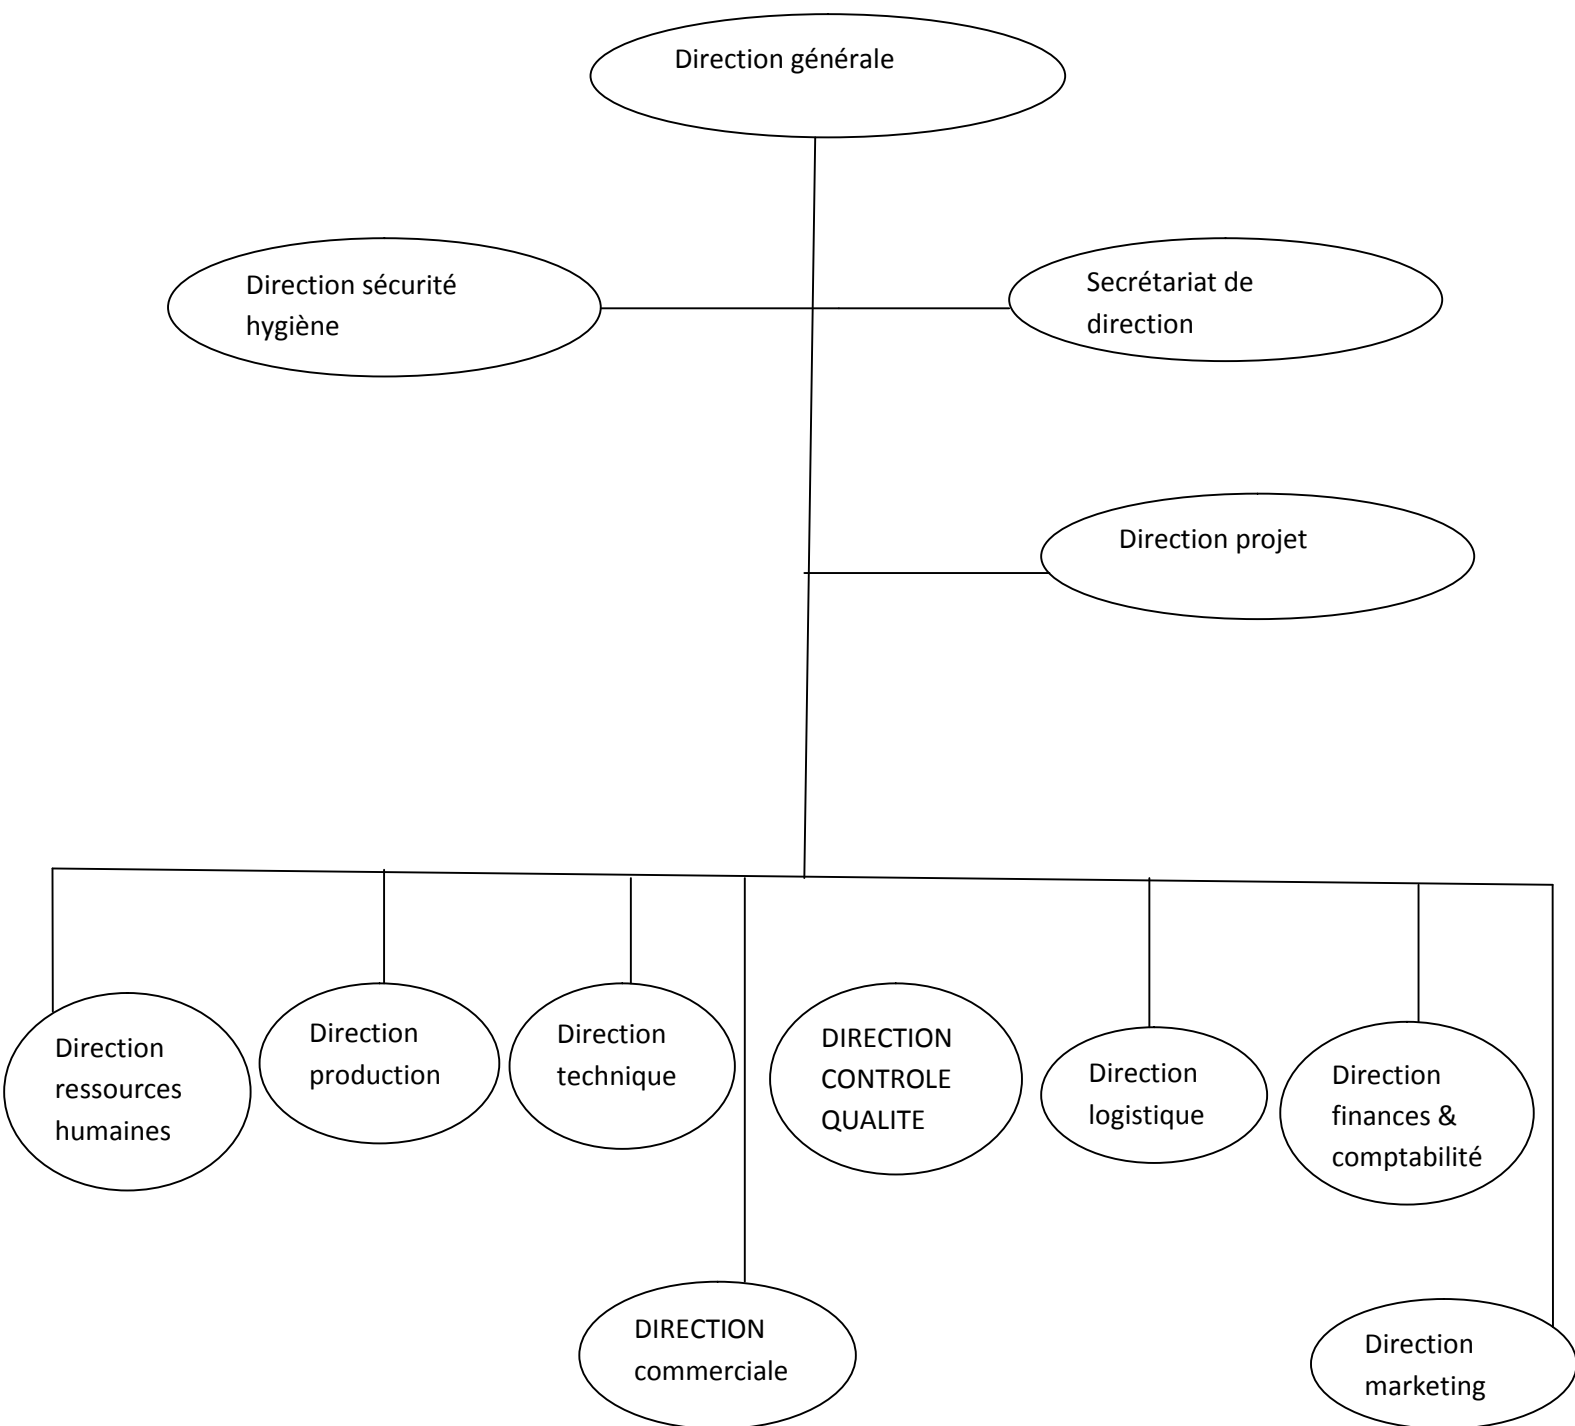 Direction générale
Direction sécurité
hygiène
Secrétariat de
direction
Direction projet
Direction
ressources
humaines
Direction
production
Direction
technique
DIRECTION
CONTROLE
QUALITE
Direction
logistique
Direction
finances &
comptabilité
DIRECTION
commerciale
Direction
marketing